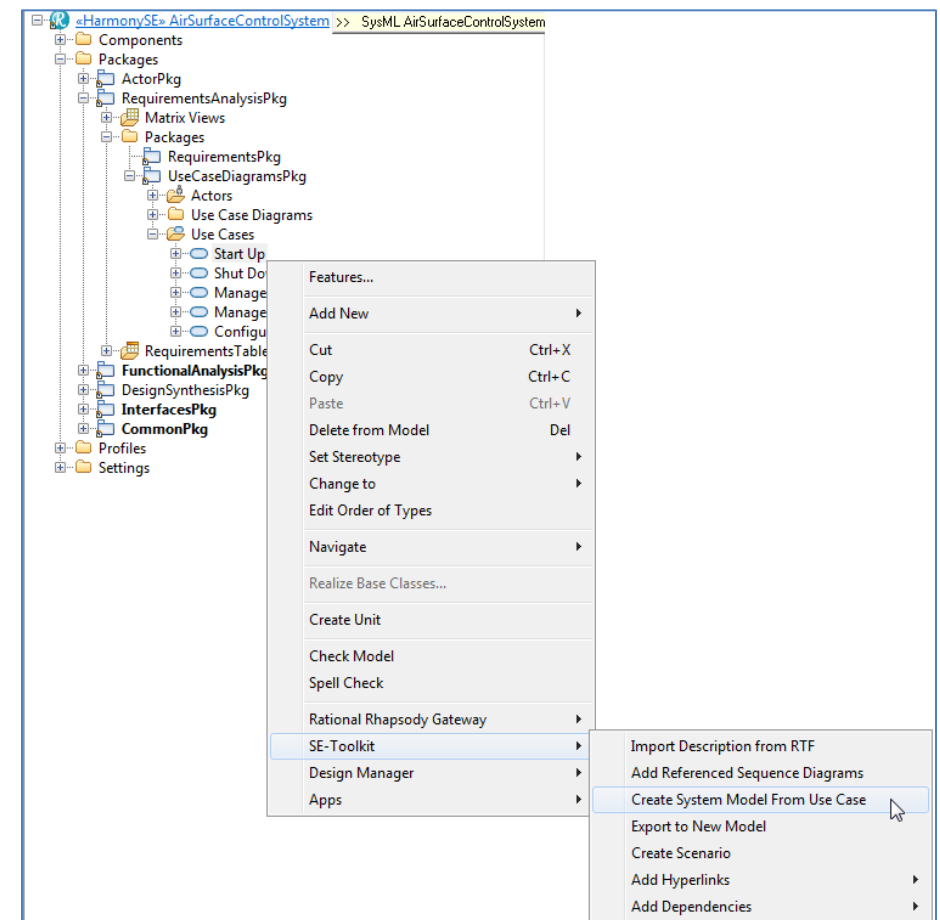 «HarmonySE» AirSurfaceControlSystem >> SysML AirSurfaceControlSystem
Components
Packages
ActorPkg
RequirementsAnalysisPkg
Matrix Views
Packages
RequirementsPkg
UseCaseDiagramsPkg
Actors
Use Case Diagrams
Use Cases
Start Up
Shut Do
Manage
Manage
Configu
RequirementsTable
FunctionalAnalysisPkg
DesignSynthesisPkg
InterfacesPkg
CommonPkg
Profiles
Settings
Features...
Add New
Cut Ctrl+X
Copy Ctrl+C
Paste Ctrl+V
Delete from Model Del
Set Stereotype
Change to
Edit Order of Types
Navigate
Realize Base Classes...
Create Unit
Check Model
Spell Check
Rational Rhapsody Gateway
SE-Toolkit
Design Manager
Apps
Import Description from RTF
Add Referenced Sequence Diagrams
Create System Model From Use Case
Export to New Model
Create Scenario
Add Hyperlinks
Add Dependencies